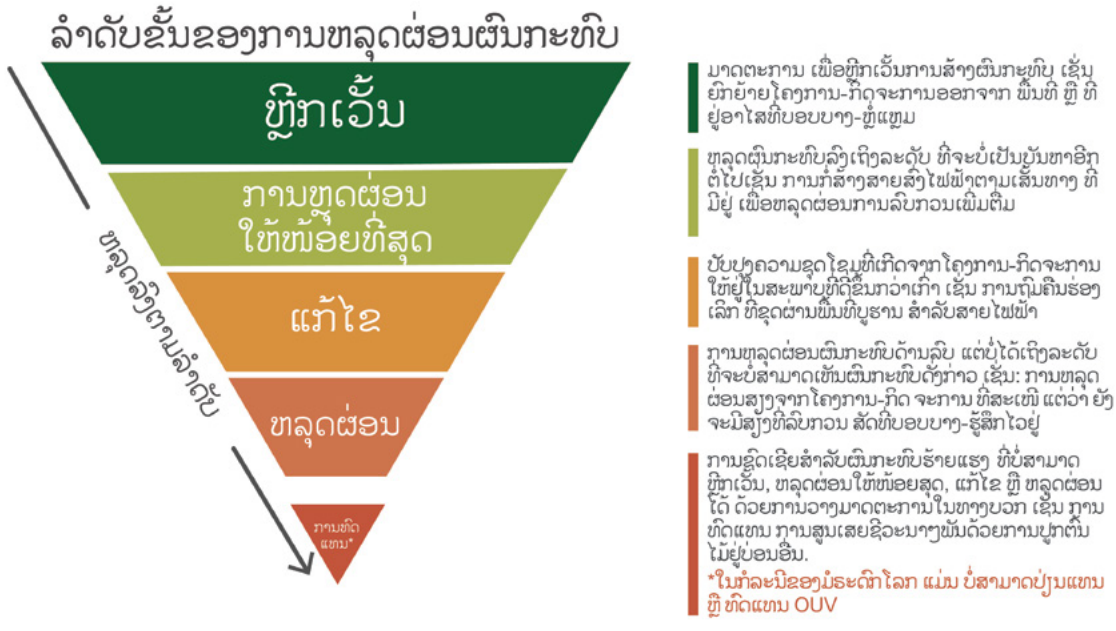 ລຳດັບຂັ້ນຂອງການຫລຸດຜ່ອນຜົນກະທົບ
ຫຼີກເວັ້ນ
ການຫຼຸດຜ່ອນ
ໃຫ້ໜ້ອຍທີ່ສຸດ
ແກ້ໄຂ
ຫລຸດຜ່ອນ
ການທົດ
ແທນ*
ຫລຸດລົງຕາມລຳດັບ
ມາດຕະການ ເພື່ອຫຼີກເວັ້ນການສ້າງຜົນກະທົບ ເຊັ່ນ
ຍົກຍ້າຍໂຄງການ-ກິດຈະການອອກຈາກ ພື້ນທີ່ ຫຼື ທີ່
ຢູ່ອາໄສທີ່ບອບບາງ-ຫຼໍ່ແຫຼມ
ຫລຸດຜົນກະທົບລົງເຖິງລະດັບ ທີ່ຈະບໍ່ເປັນບັນຫາອີກ
ຕໍ່ໄປເຊັ່ນ ການກໍ່ສ້າງສາຍສົ່ງໄຟຟ້າຕາມເສັ້ນທາງ ທີ່
ມີຢູ່ ເພື່ອຫລຸດຜ່ອນການລົບກວນເພີ່ມຕື່ມ
ປັບປຸງຄວາມຊຸດໂຊມທີ່ເກີດຈາກໂຄງການ-ກິດຈະການ
ໃຫ້ຢູ່ໃນສະພາບທີ່ດີຂຶ້ນກວ່າເກົ່າ ເຊັ່ນ ການຖົມຄືນຮ່ອງ
ເລິກ ທີ່ຂຸດຜ່ານພື້ນທີ່ບູຮານ ສຳລັບສາຍໄຟຟ້າ
ການຫລຸດຜ່ອນຜົນກະທົບດ້ານລົບ ແຕ່ບໍ່ໄດ້ເຖິງລະດັບ
ທີ່ຈະບໍ່ສາມາດເຫັນຜົນກະທົບດັ່ງກ່າວ ເຊັ່ນ: ການຫລຸດ
ຜ່ອນສຽງຈາກໂຄງການ-ກິດ ຈະການ ທີ່ສະເໜີ ແຕ່ວ່າ ຍັງ
ຈະມີສຽງທີ່ລົບກວນ ສັດທີ່ບອບບາງ-ຮູ້ສຶກໄວຢູ່
ການຊົດເຊີຍສຳລັບຜົນກະທົບຮ້າຍແຮງ ທີ່ບໍ່ສາມາດ
ຫຼີກເວັ້ນ, ຫລຸດຜ່ອນໃຫ້ໜ້ອຍສຸດ, ແກ້ໄຂ ຫຼື ຫລຸດຜ່ອນ
ໄດ້ ດ້ວຍການວາງມາດຕະການໃນທາງບວກ ເຊັ່ນ ການ
ທົດແທນ ການສູນເສຍຊີວະນາໆພັນດ້ວຍການປູກຕົ້ນ
ໄມ້ຢູ່ບ່ອນອື່ນ.
*ໃນກໍລະນີຂອງມໍຣະດົກໂລກ ແມ່ນ ບໍ່ສາມາດປ່ຽນແທນ
ຫຼື ທົດແທນ OUV